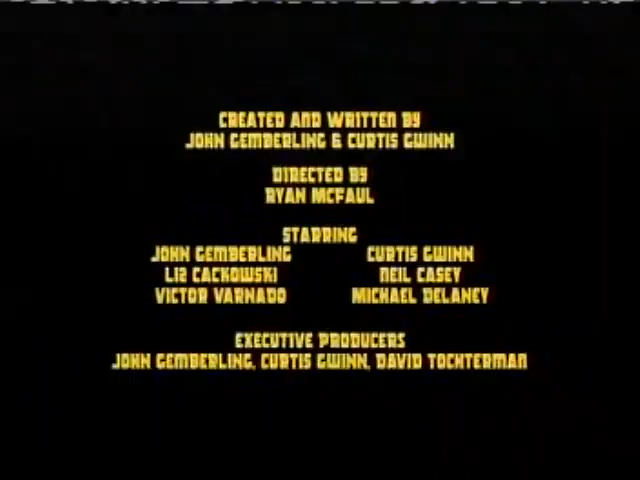 CREATED AND WRITTEN BY
JOHN GEMBERLING & CURTIS GWINN
DIRECTED BY
RYAN MCFAUL
STARRING
JOHN GEMBERLING CURTIS GWINN
LIZ CACKOWSKI NEIL CASEY
VICTOR VARNADO MICHAEL DELANEY
EXECUTIVE PRODUCERS
JOHN GEMBERLING, CURTIS GWINN, DAVID TOCHTERMAN